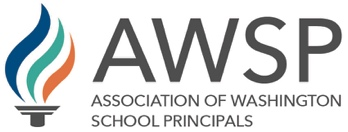 AWSP
ASSOCIATION OF WASHINGTON
SCHOOL PRINCIPALS